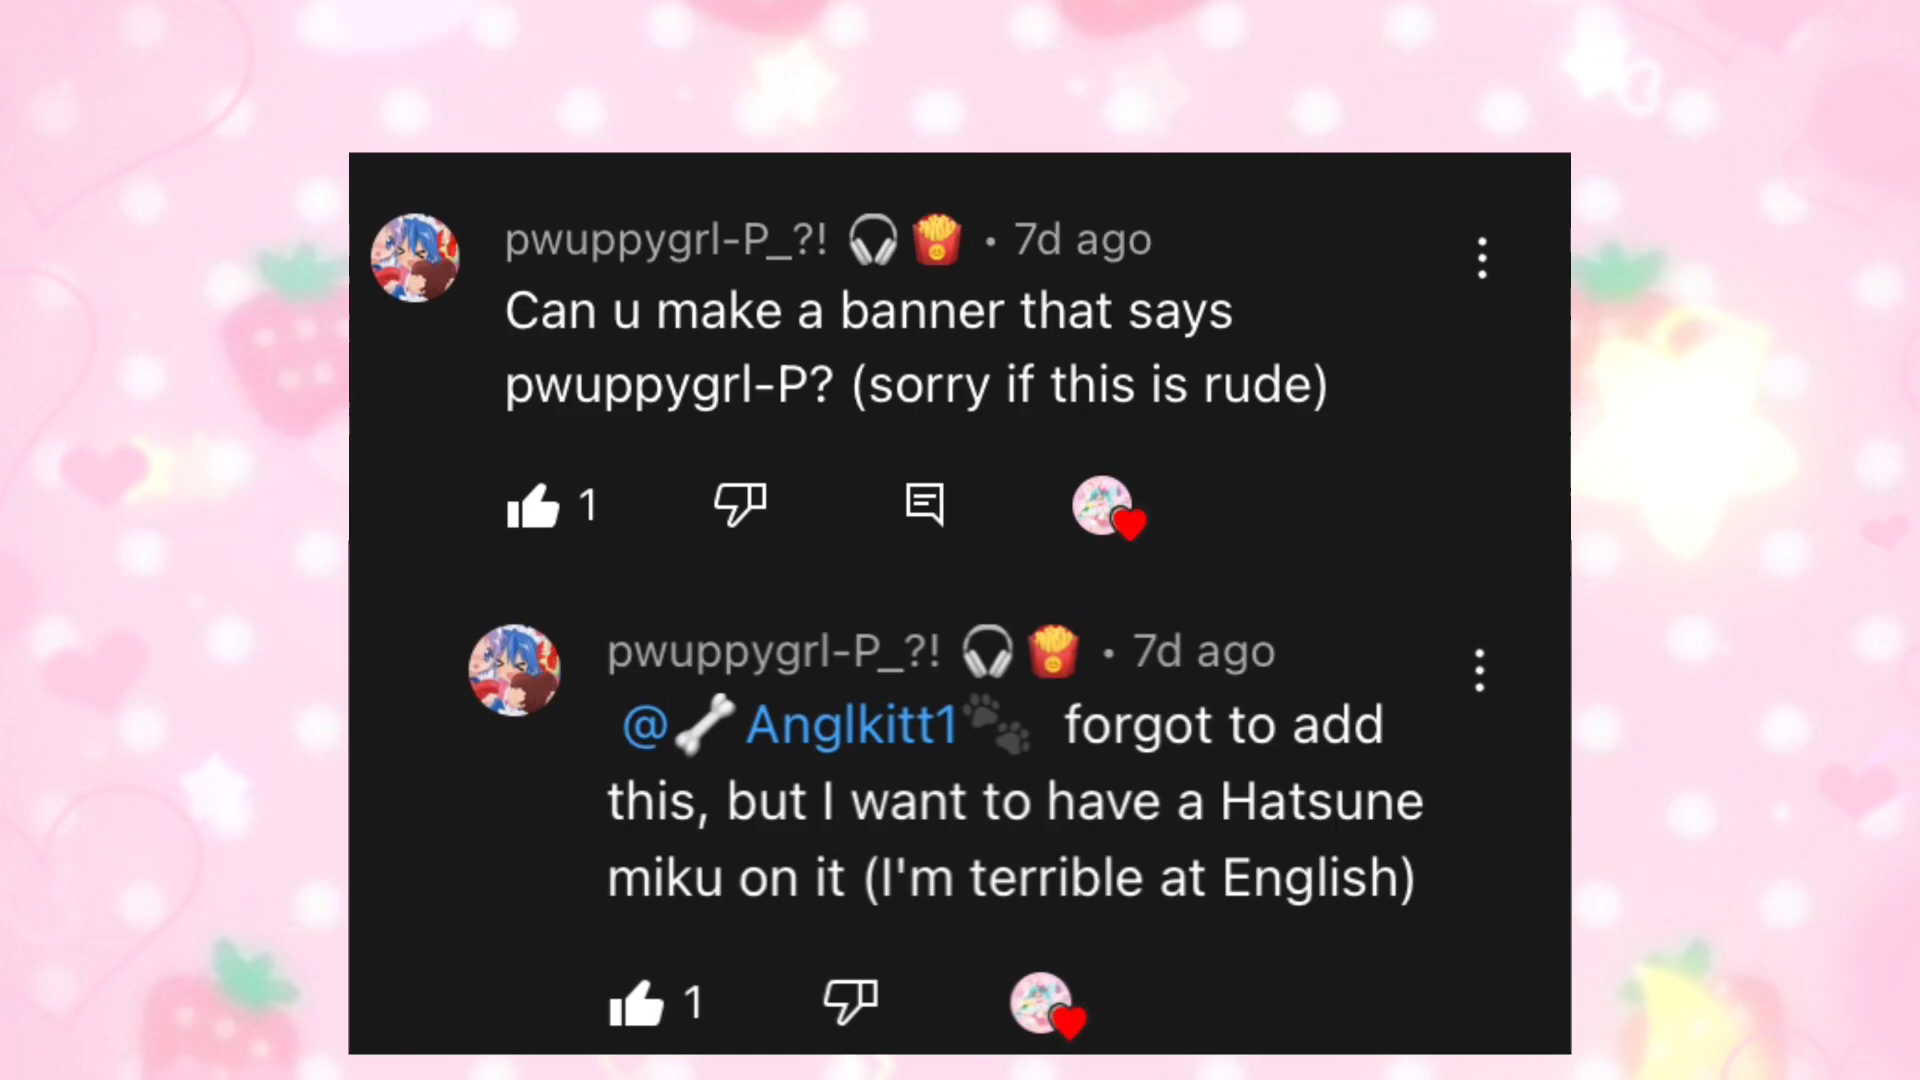 pwuppygrl-P_?! 🎧🍟 • 7d ago
Can u make a banner that says
pwuppygrl-P? (sorry if this is rude)
1
pwuppygrl-P_?! 🎧🍟 • 7d ago
@🦴Anglkitt1🐾 forgot to add
this, but I want to have a Hatsune
miku on it (I'm terrible at English)
1